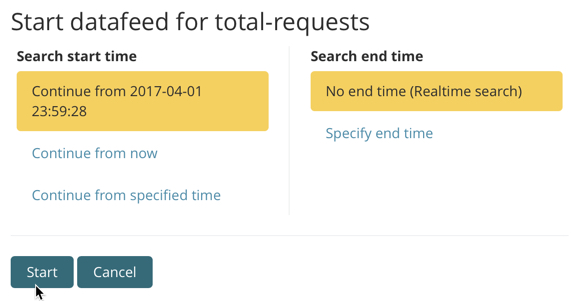 Start datafeed for total-requests
Search start time
Continue from 2017-04-01
23:59:28
Continue from now
Continue from specified time
Search end time
No end time (Realtime search)
Specify end time
Start
Cancel